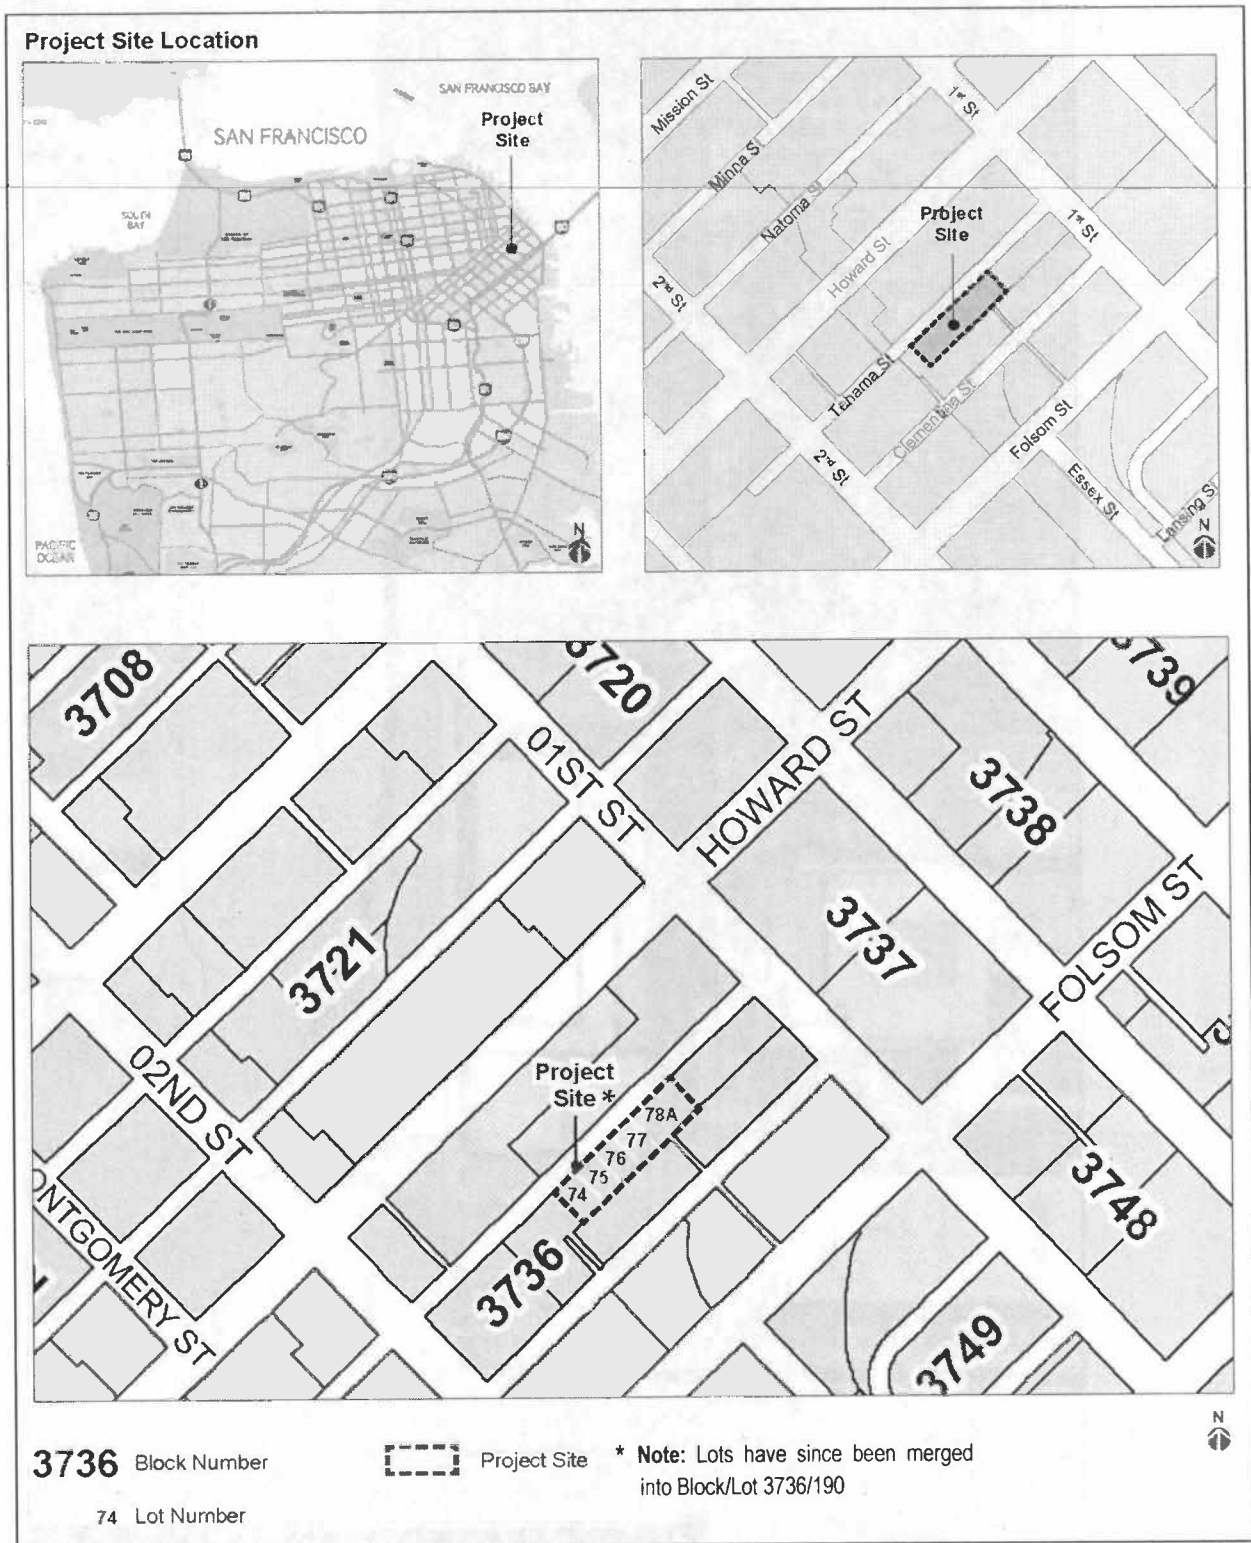 Project Site Location
SAN FRANCISCO BAY
SAN FRANCISCO
Project
Site
PACIFIC
OCEAN
N
Mission St
1st St
Minna St
Natoma St
Howard St
Project
Site
1st St
2nd St
Tehama St
Clementina St
Folsom St
2nd St
Essex St
Lansing St
N
3708
3720
3739
01ST ST
HOWARD ST
3738
3721
3737
FOLSOM ST
02ND ST
Project
Site *
78A
77
76
75
74
3748
3736
ONTGOMERY ST
3749
N
3736 Block Number
Project Site
* Note: Lots have since been merged
into Block/Lot 3736/190
74 Lot Number